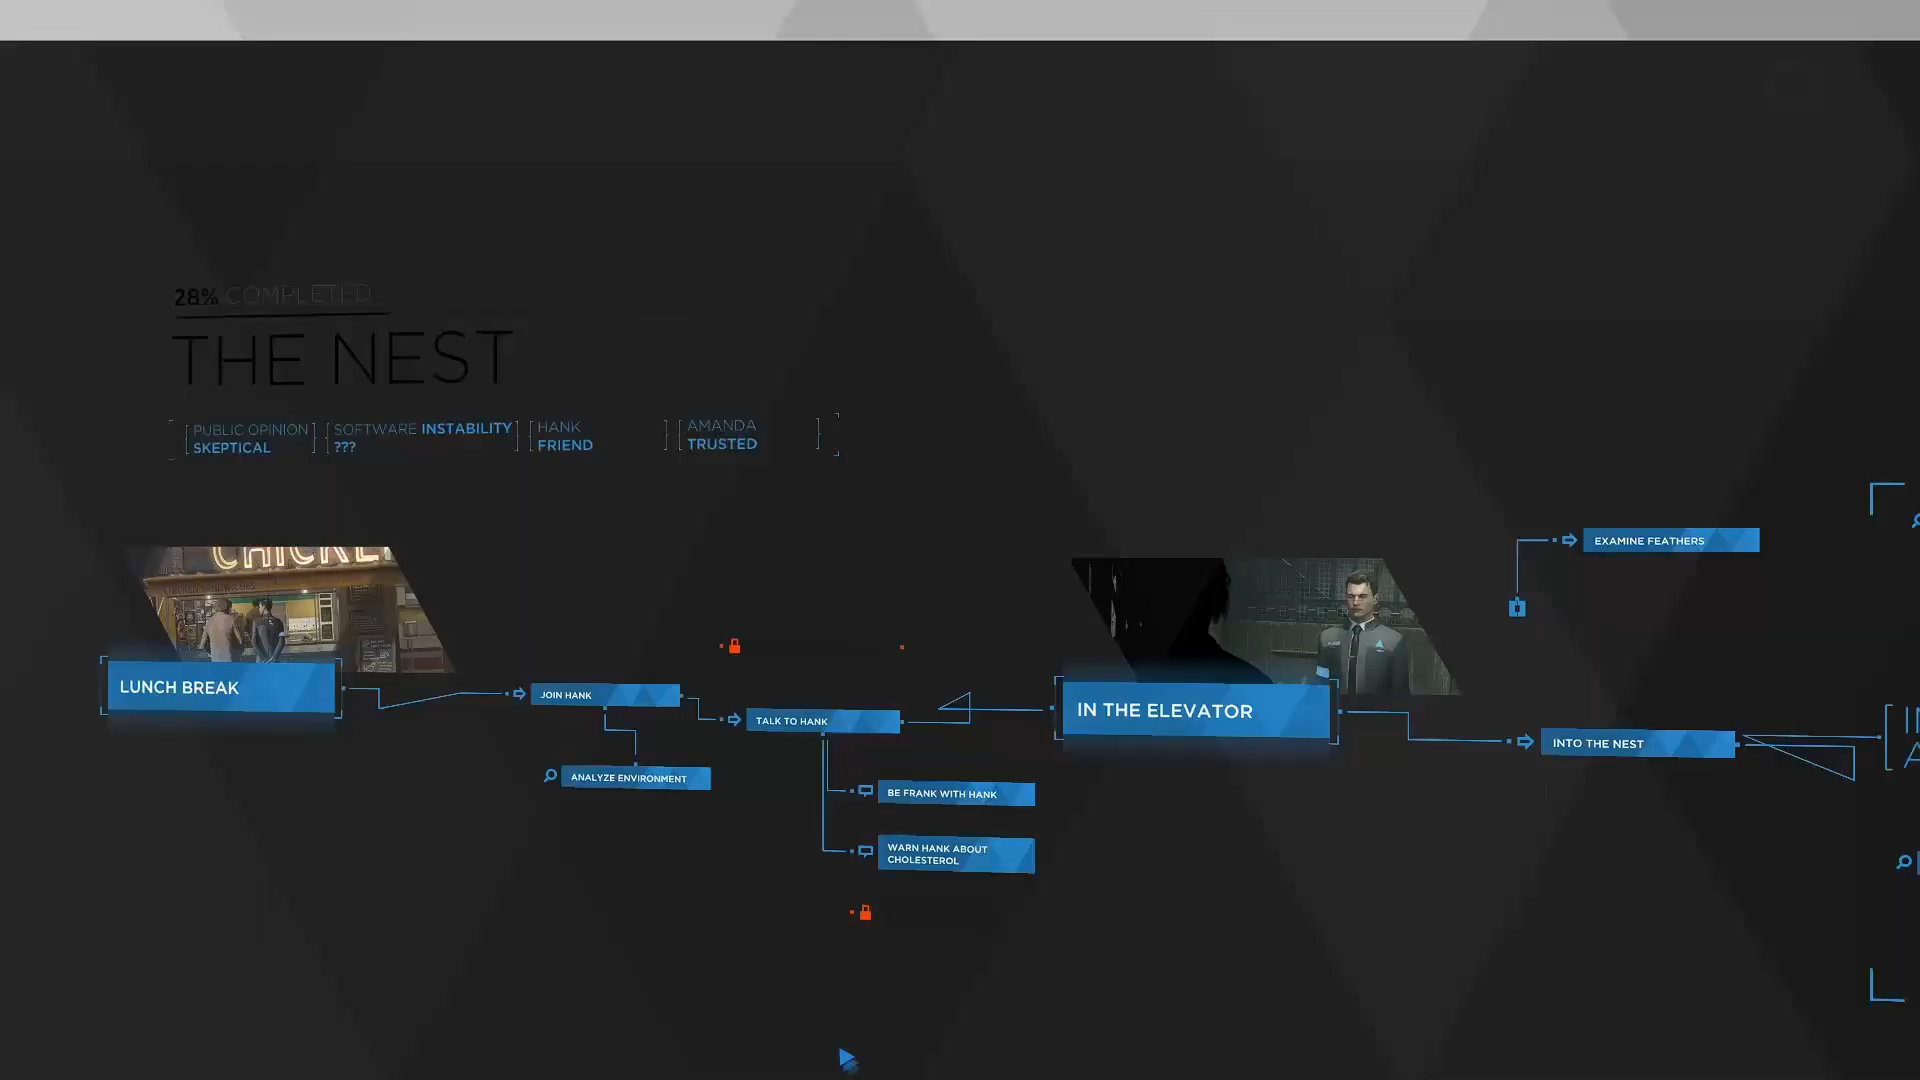 28% COMPLETED
THE NEST
PUBLIC OPINION
SKEPTICAL
SOFTWARE INSTABILITY
???
HANK
FRIEND
AMANDA
TRUSTED
EXAMINE FEATHERS
LUNCH BREAK
JOIN HANK
TALK TO HANK
IN THE ELEVATOR
INTO THE NEST
ANALYZE ENVIRONMENT
BE FRANK WITH HANK
WARN HANK ABOUT
CHOLESTEROL